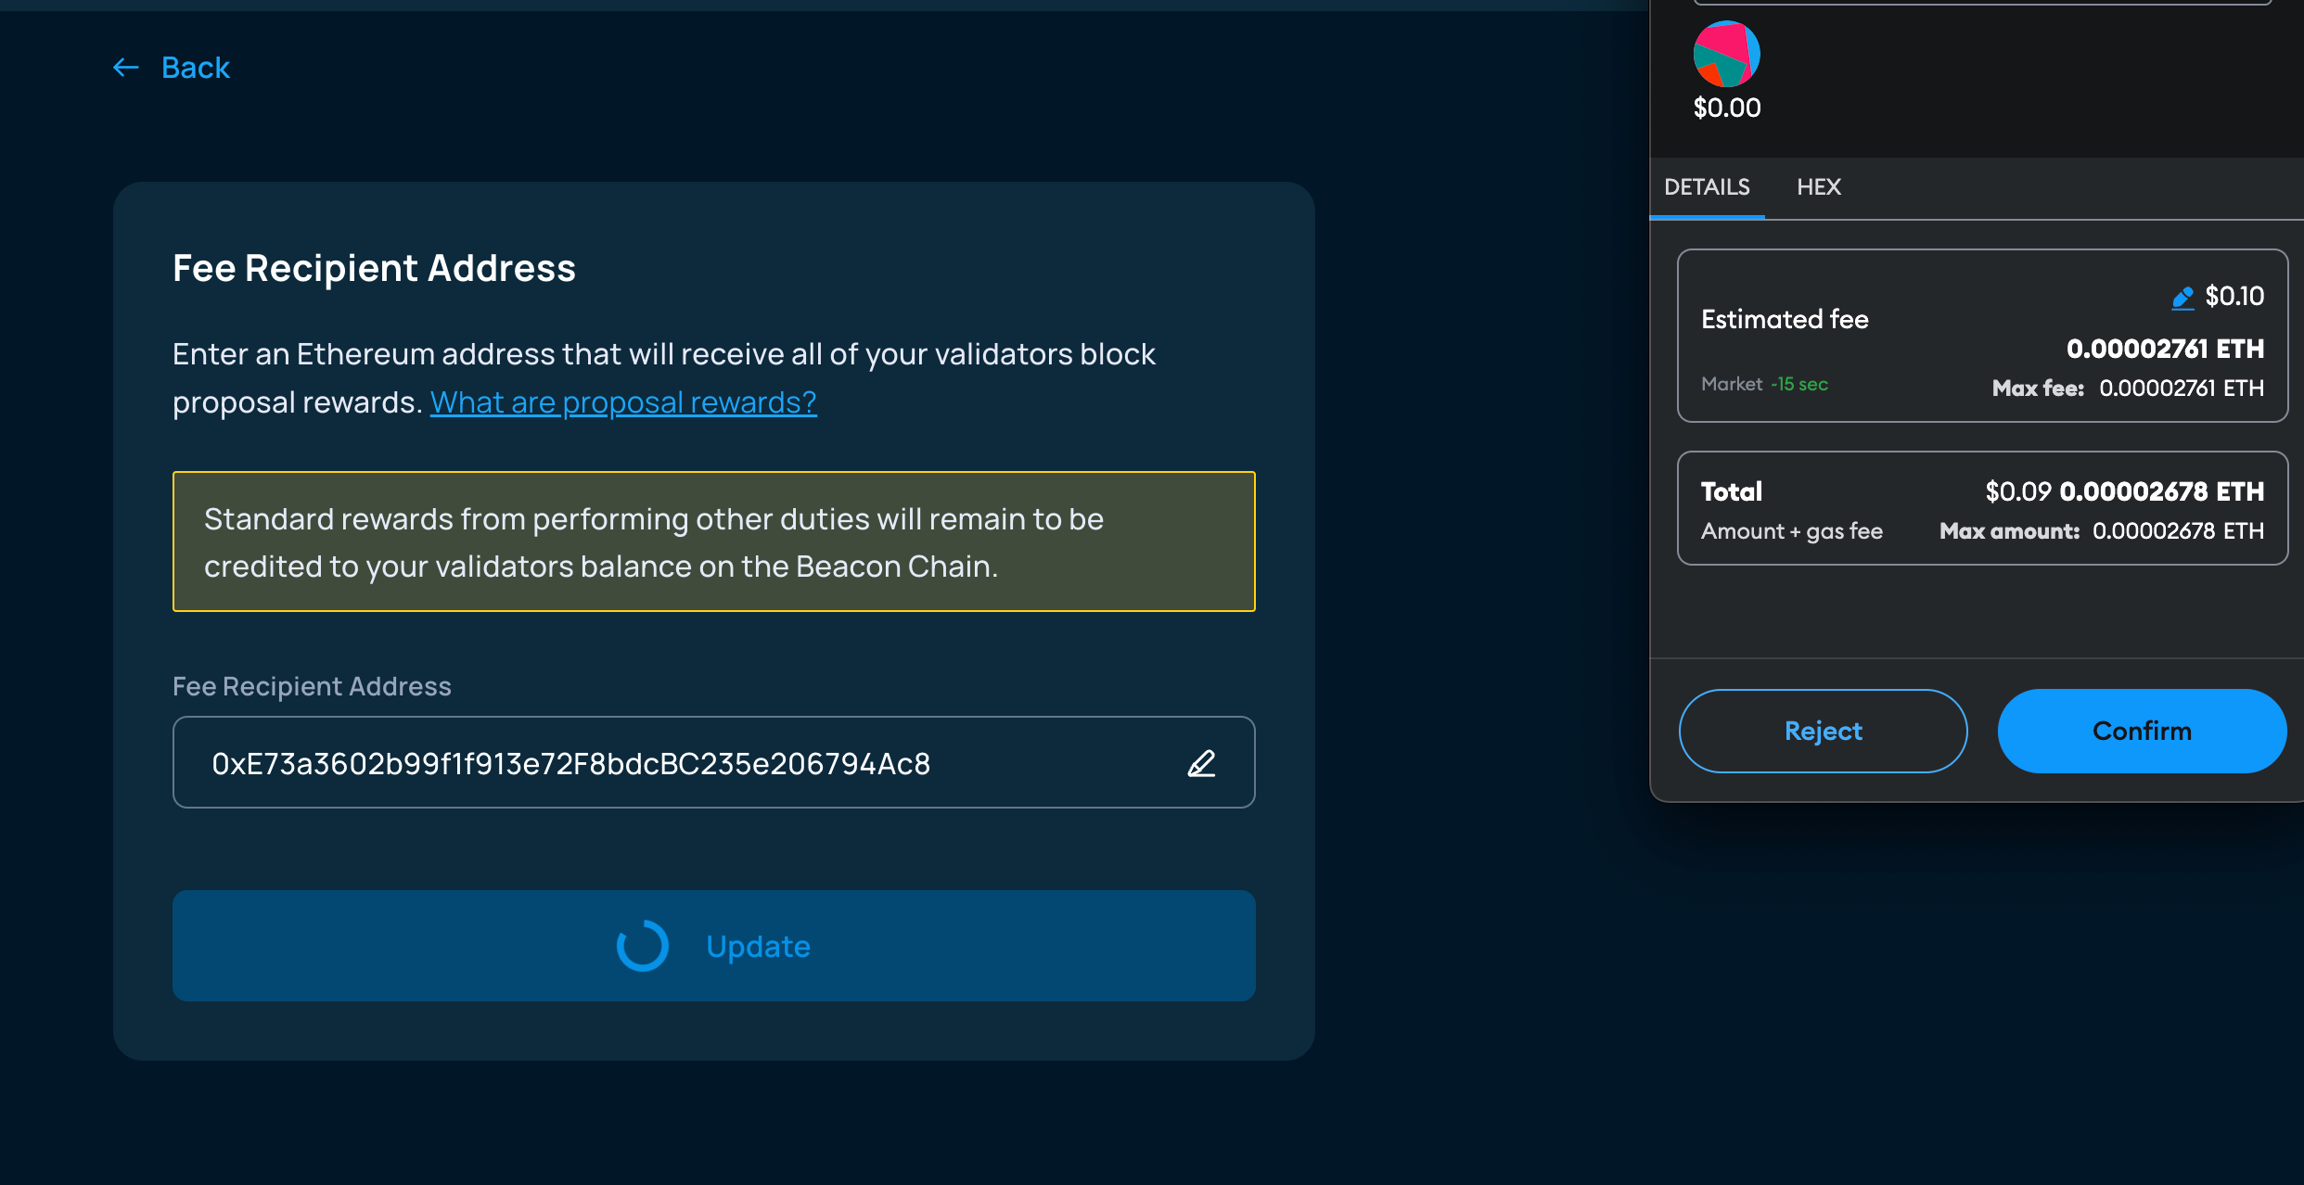 Back
Fee Recipient Address
Enter an Ethereum address that will receive all of your validators block
proposal rewards. What are proposal rewards?
Standard rewards from performing other duties will remain to be
credited to your validators balance on the Beacon Chain.
Fee Recipient Address
0xE73a3602b99f1f913e72F8bdcBC235e206794Ac8
Update
$0.00
DETAILS HEX
$0.10
Estimated fee
0.00002761 ETH
Market -15 sec Max fee: 0.00002761 ETH
Total $0.09 0.00002678 ETH
Amount + gas fee Max amount: 0.00002678 ETH
Reject Confirm